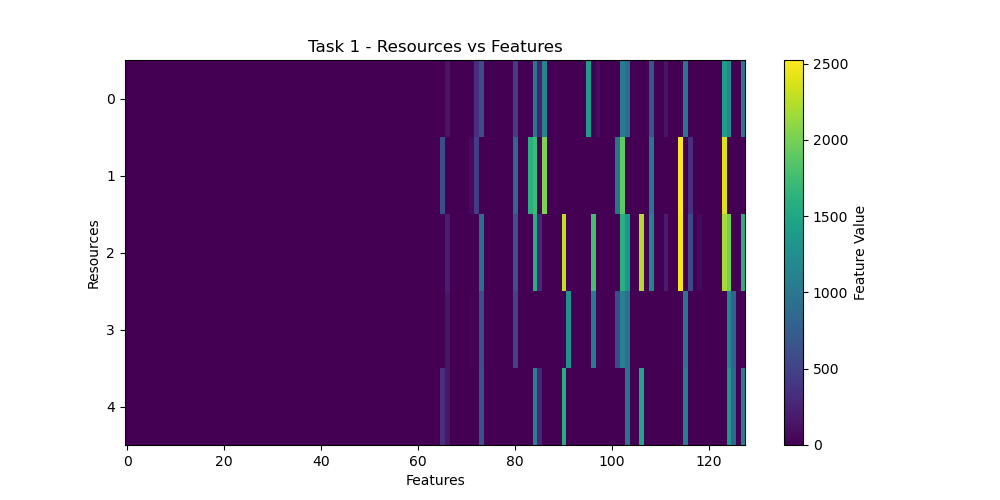 Task 1 - Resources vs Features
Resources
0
1
2
3
4
0 20 40 60 80 100 120
Features
2500
2000
1500
1000
500
0
Feature Value